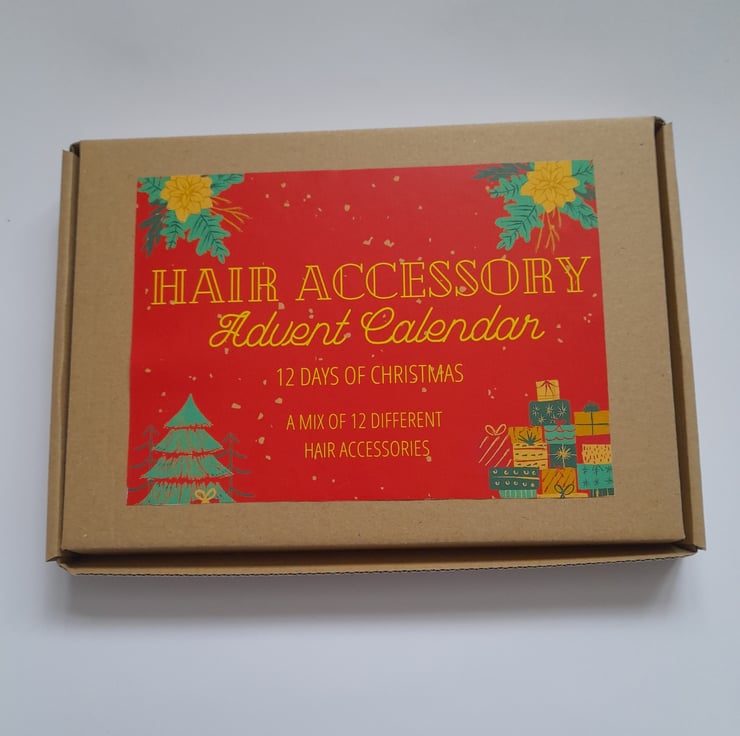 HAIR ACCESSORY
Advent Calendar
12 DAYS OF CHRISTMAS
A MIX OF 12 DIFFERENT
HAIR ACCESSORIES